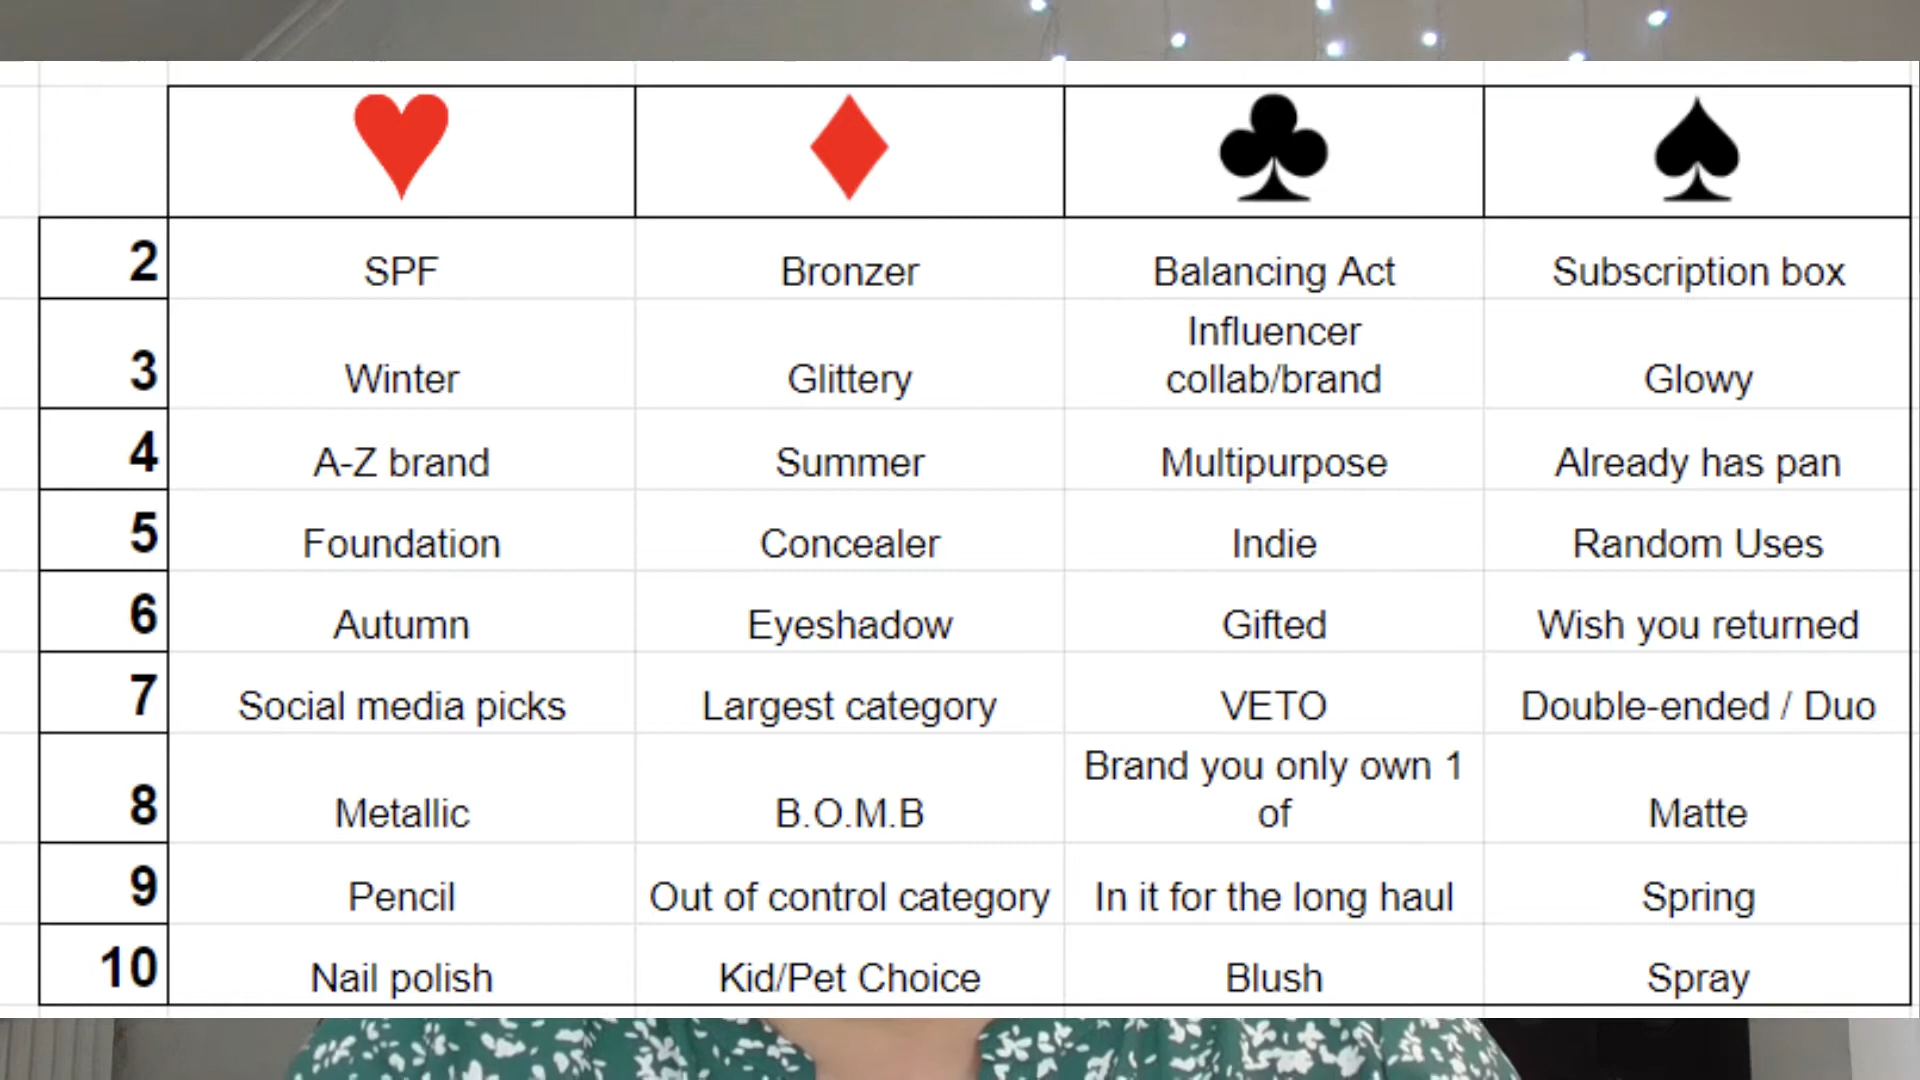 2 SPF Bronzer Balancing Act Subscription box
3 Winter Glittery Influencer collab/brand Glowy
4 A-Z brand Summer Multipurpose Already has pan
5 Foundation Concealer Indie Random Uses
6 Autumn Eyeshadow Gifted Wish you returned
7 Social media picks Largest category VETO Double-ended / Duo
8 Metallic B.O.M.B Brand you only own 1 of Matte
9 Pencil Out of control category In it for the long haul Spring
10 Nail polish Kid/Pet Choice Blush Spray